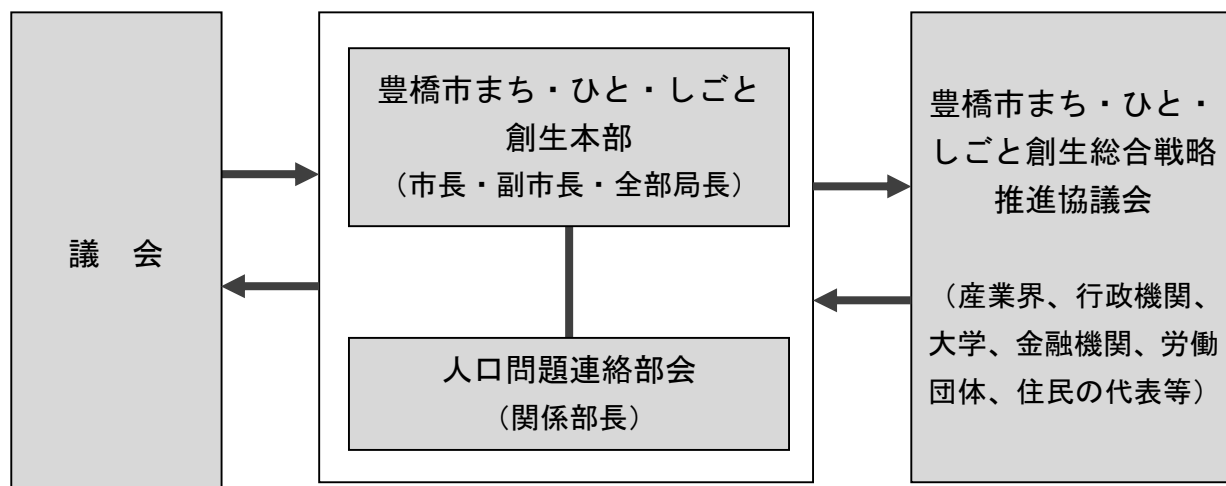 議 会
豊橋市まち・ひと・しごと
創生本部
（市長・副市長・全部局長）
人口問題連絡部会
（関係部長）
豊橋市まち・ひと・
しごと創生総合戦略
推進協議会
（産業界、行政機関、
大学、金融機関、労働
団体、住民の代表等）